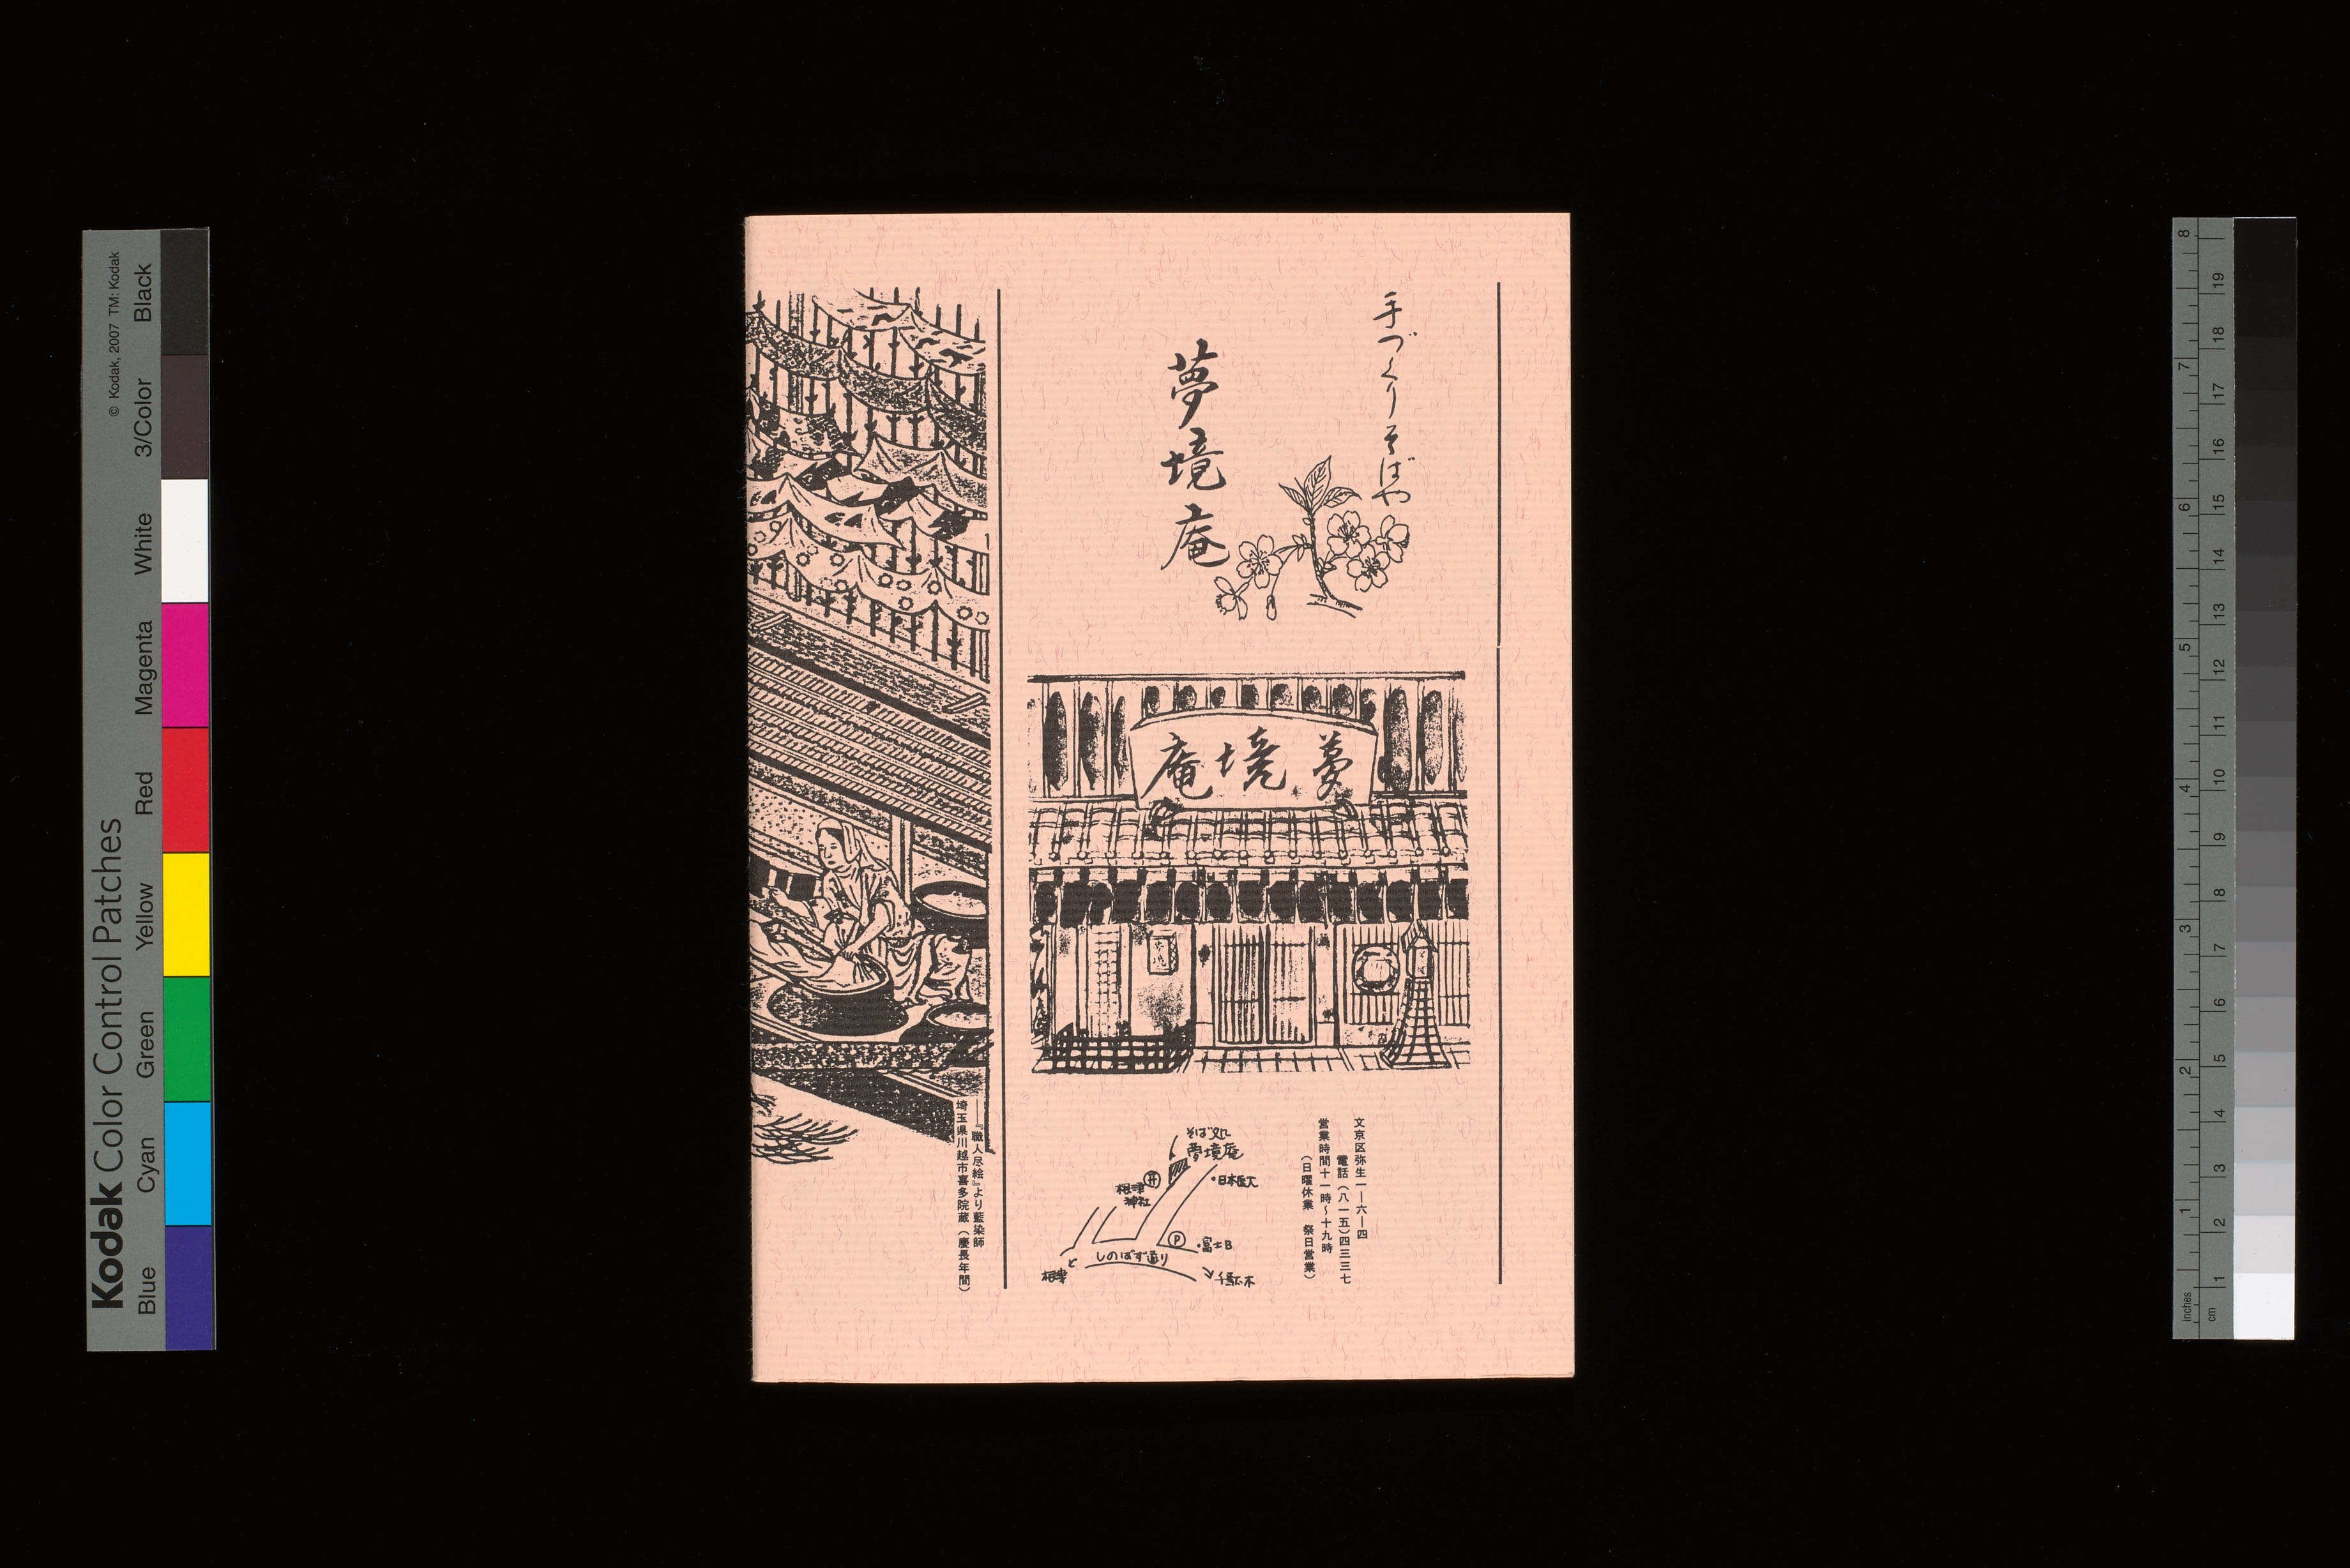 手づくりそばや
夢境庵
夢境庵
文京区弥生一―六―四
電話（八一五）四三三七
営業時間十一時～十九時
（日曜休業　祭日営業）
そば処
夢境庵
・日本医大
根津
神社
Ⓟ
・富士B
しのばず通り
根津
千駄木
――『職人尽絵』より藍染師
埼玉県川越市喜多院蔵（慶長年間）
Kodak Color Control Patches
© Kodak, 2007 TM: Kodak
Blue Cyan Green Yellow Red Magenta White 3/Color Black
8 7 6 5 4 3 2 1 inches
19 18 17 16 15 14 13 12 11 10 9 8 7 6 5 4 3 2 1 cm